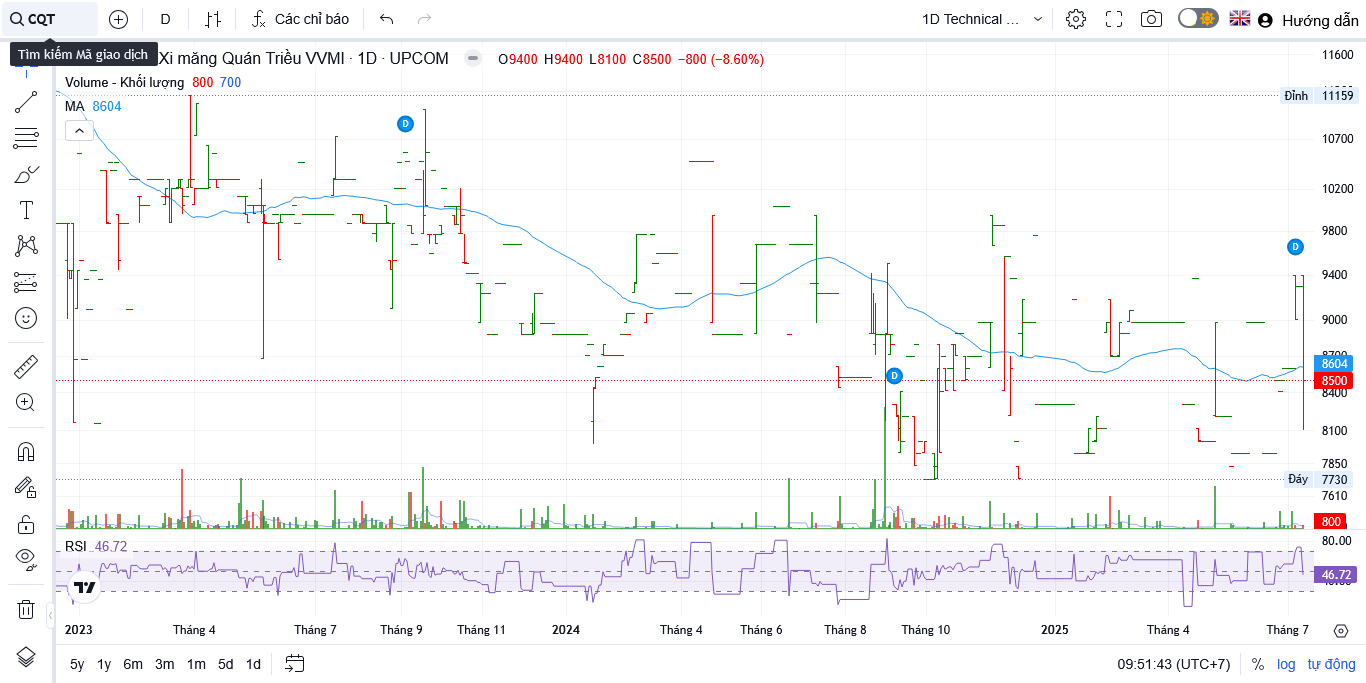 CQT
D
Các chỉ báo
1D Technical ...
Hướng dẫn
Tìm kiếm Mã giao dịch
Xi măng Quán Triều VVMI · 1D · UPCOM
O9400 H9400 L8100 C8500 −800 (−8.60%)
Volume - Khối lượng 800 700
MA 8604
11600
Đỉnh 11159
10700
10200
9800
9400
9000
8700
8604
8500
8400
8100
7850
Đáy 7730
7610
800
D
D
D
RSI 46.72
80.00
46.72
2023
Tháng 4
Tháng 7
Tháng 9
Tháng 11
2024
Tháng 4
Tháng 6
Tháng 8
Tháng 10
2025
Tháng 4
Tháng 7
5y 1y 6m 3m 1m 5d 1d
09:51:43 (UTC+7)
% log tự động